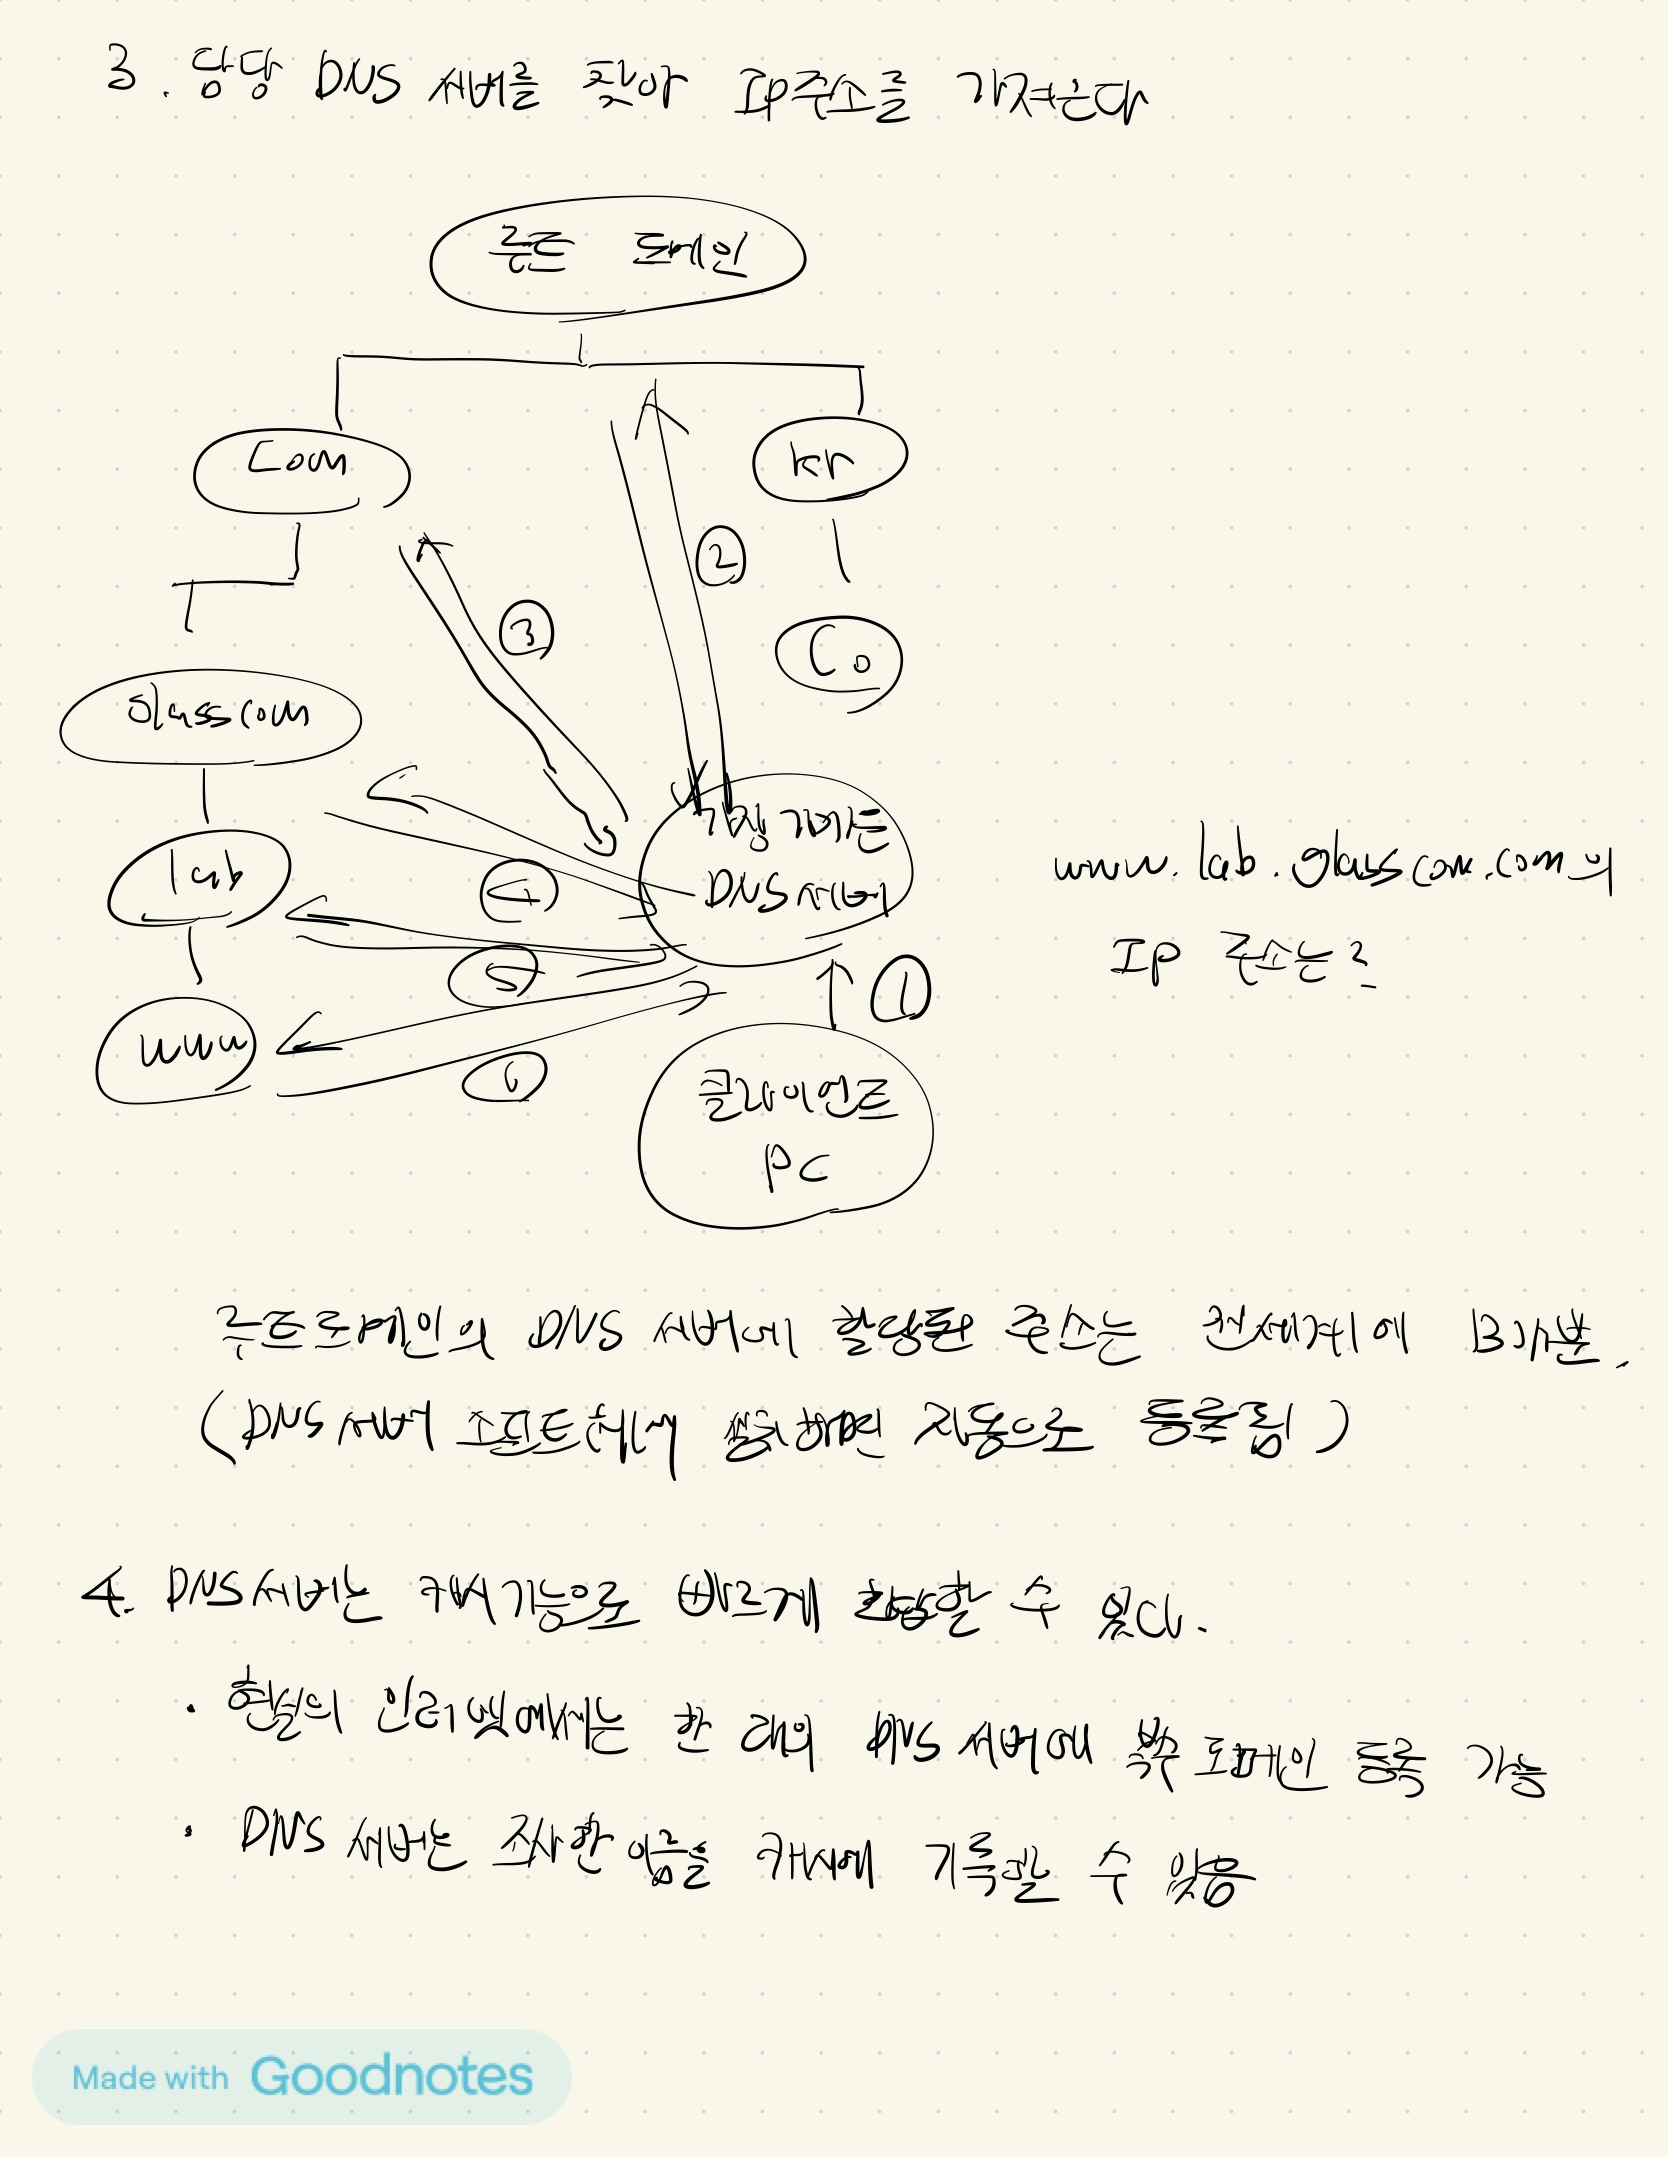 3. 담당 DNS 서버를 찾아 IP주소를 가져온다
루트 도메인
Com
kr
②
③
Co
glasscom
가장 가까운
DNS 서버
lab
④
www.lab.glasscom.com의
IP 주소는?
⑤
①
www
⑥
클라이언트
PC
루트도메인의 DNS 서버에 할당된 주소는 전세계에 13개뿐.
(DNS 서버 소프트웨어 설치하면 자동으로 등록됨)
4. DNS서버는 캐시기능으로 빠르게 회답할 수 있다.
· 현실의 인터넷에서는 한 대의 DNS 서버에 복수 도메인 등록 가능
· DNS 서버는 조사한 이름을 캐시에 기록할 수 있음
Made with Goodnotes